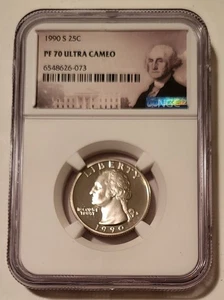 1990 S 25C
PF 70 ULTRA CAMEO
6548626-073
NGC
LIBERTY
IN GOD WE
TRUST
1990